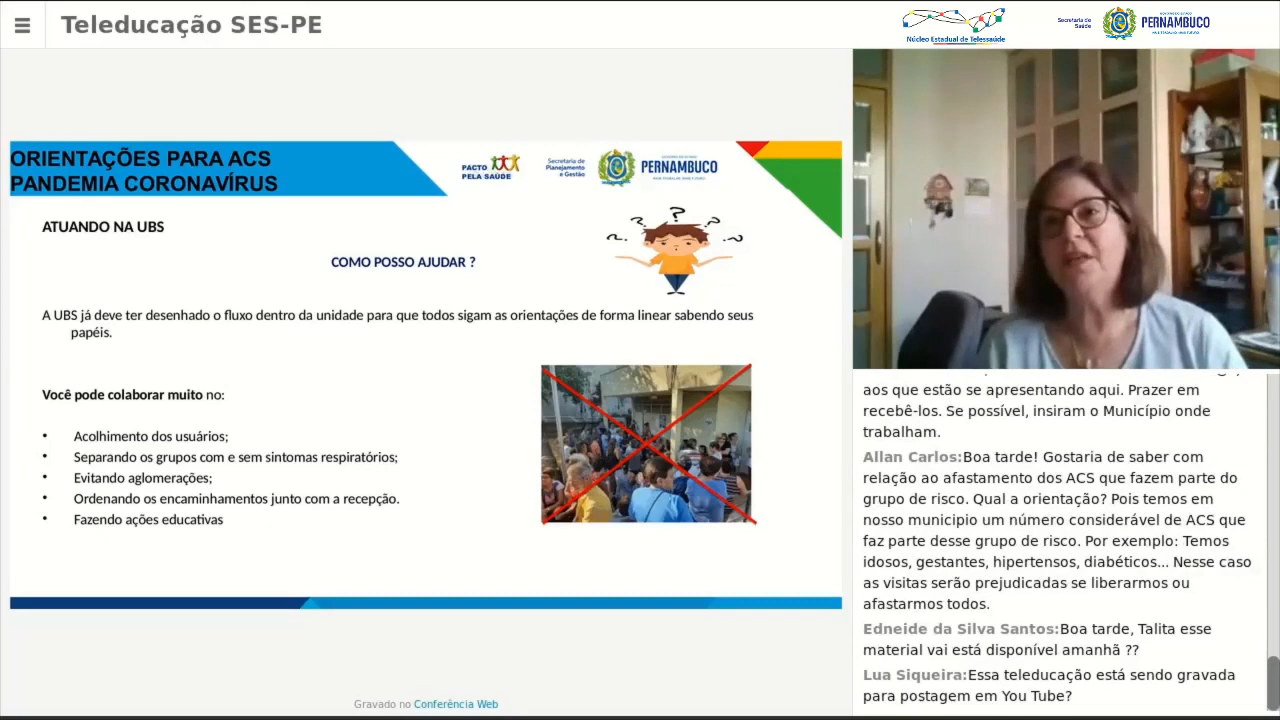 Teleducação SES-PE
Núcleo Estadual de Telessaúde
Secretaria de
Saúde
PERNAMBUCO
ORIENTAÇÕES PARA ACS
PANDEMIA CORONAVÍRUS
PACTO
PELA SAÚDE
Secretaria de
Planejamento
e Gestão
PERNAMBUCO
ATUANDO NA UBS
COMO POSSO AJUDAR ?
A UBS já deve ter desenhado o fluxo dentro da unidade para que todos sigam as orientações de forma linear sabendo seus
papéis.
Você pode colaborar muito no:
• Acolhimento dos usuários;
• Separando os grupos com e sem sintomas respiratórios;
• Evitando aglomerações;
• Ordenando os encaminhamentos junto com a recepção.
• Fazendo ações educativas
Gravado no Conferência Web
aos que estão se apresentando aqui. Prazer em
recebê-los. Se possível, insiram o Município onde
trabalham.
Allan Carlos:Boa tarde! Gostaria de saber com
relação ao afastamento dos ACS que fazem parte do
grupo de risco. Qual a orientação? Pois temos em
nosso municipio um número considerável de ACS que
faz parte desse grupo de risco. Por exemplo: Temos
idosos, gestantes, hipertensos, diabéticos... Nesse caso
as visitas serão prejudicadas se liberarmos ou
afastarmos todos.
Edneide da Silva Santos:Boa tarde, Talita esse
material vai está disponível amanhã ??
Lua Siqueira:Essa teleducação está sendo gravada
para postagem em You Tube?